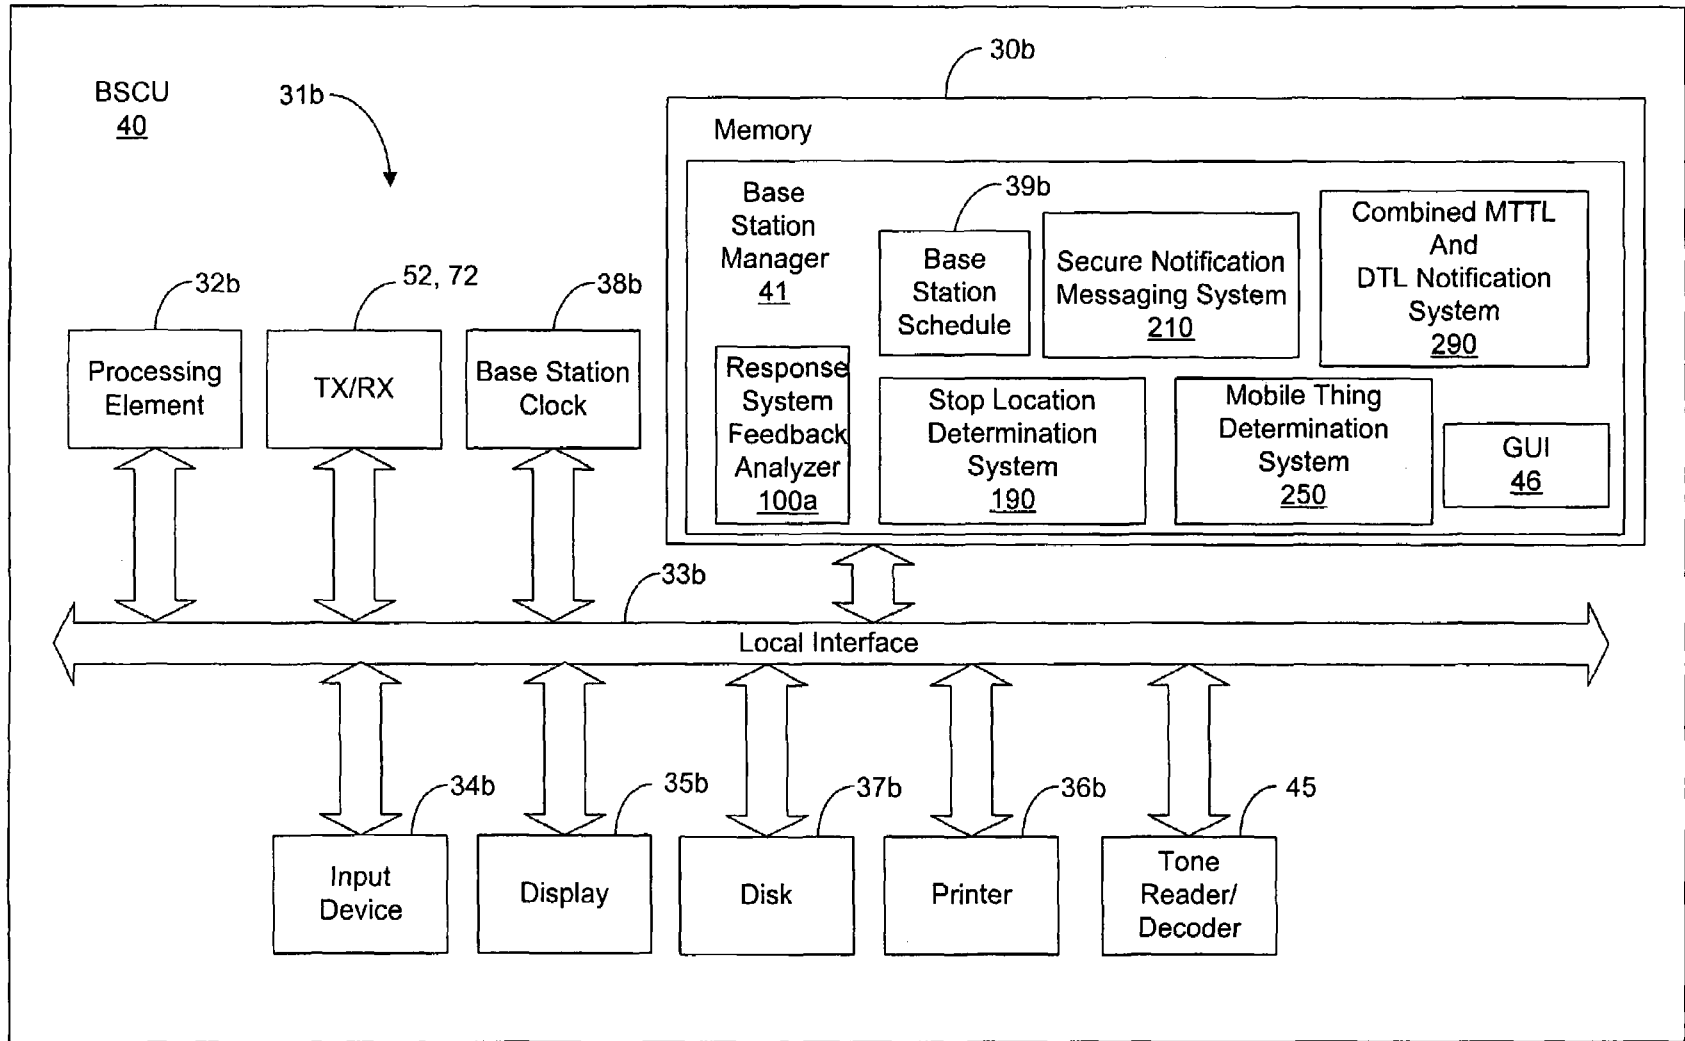 BSCU
40
31b
30b
Memory
Base
Station
Manager
41
39b
Base
Station
Schedule
Secure Notification
Messaging System
210
Combined MTTL
And
DTL Notification
System
290
Response
System
Feedback
Analyzer
100a
Stop Location
Determination
System
190
Mobile Thing
Determination
System
250
GUI
46
32b
Processing
Element
52, 72
TX/RX
38b
Base Station
Clock
33b
Local Interface
34b
Input
Device
35b
Display
37b
Disk
36b
Printer
45
Tone
Reader/
Decoder